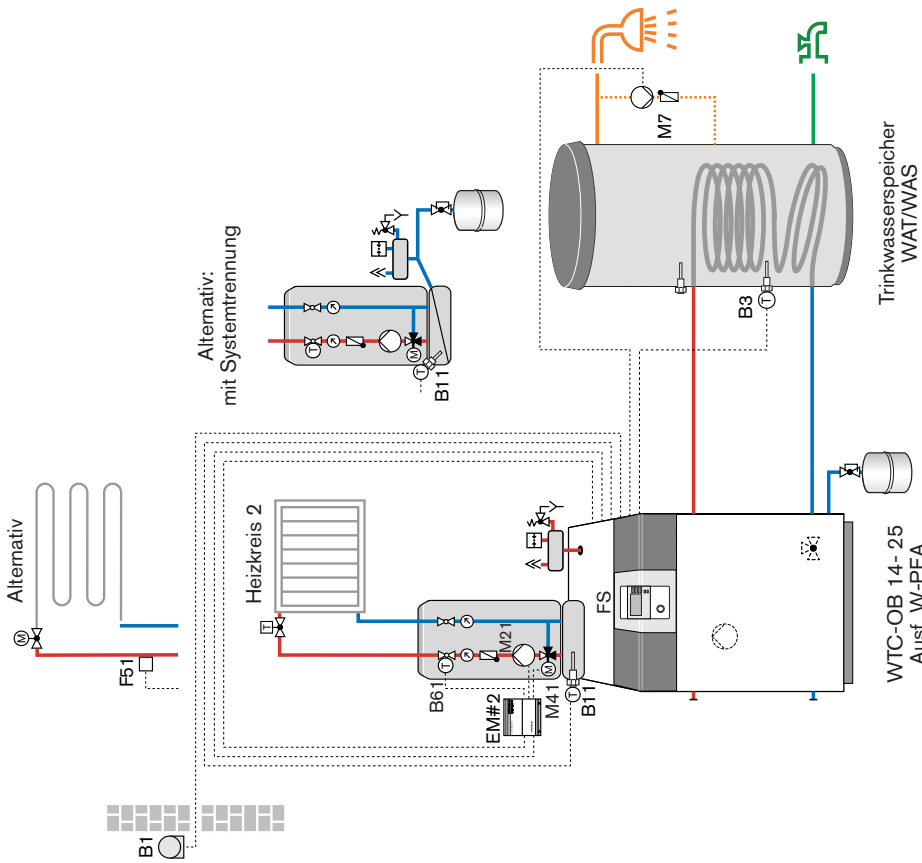 Alternativ
M
F51
B1
Heizkreis 2
T
T
B61
M21
EM#2
M
M41
T
B11
FS
WTC-OB 14- 25
Ausf. W-PEA
Alternativ:
mit Systemtrennung
T
M
T
B11
M7
T
B3
Trinkwasserspeicher
WAT/WAS